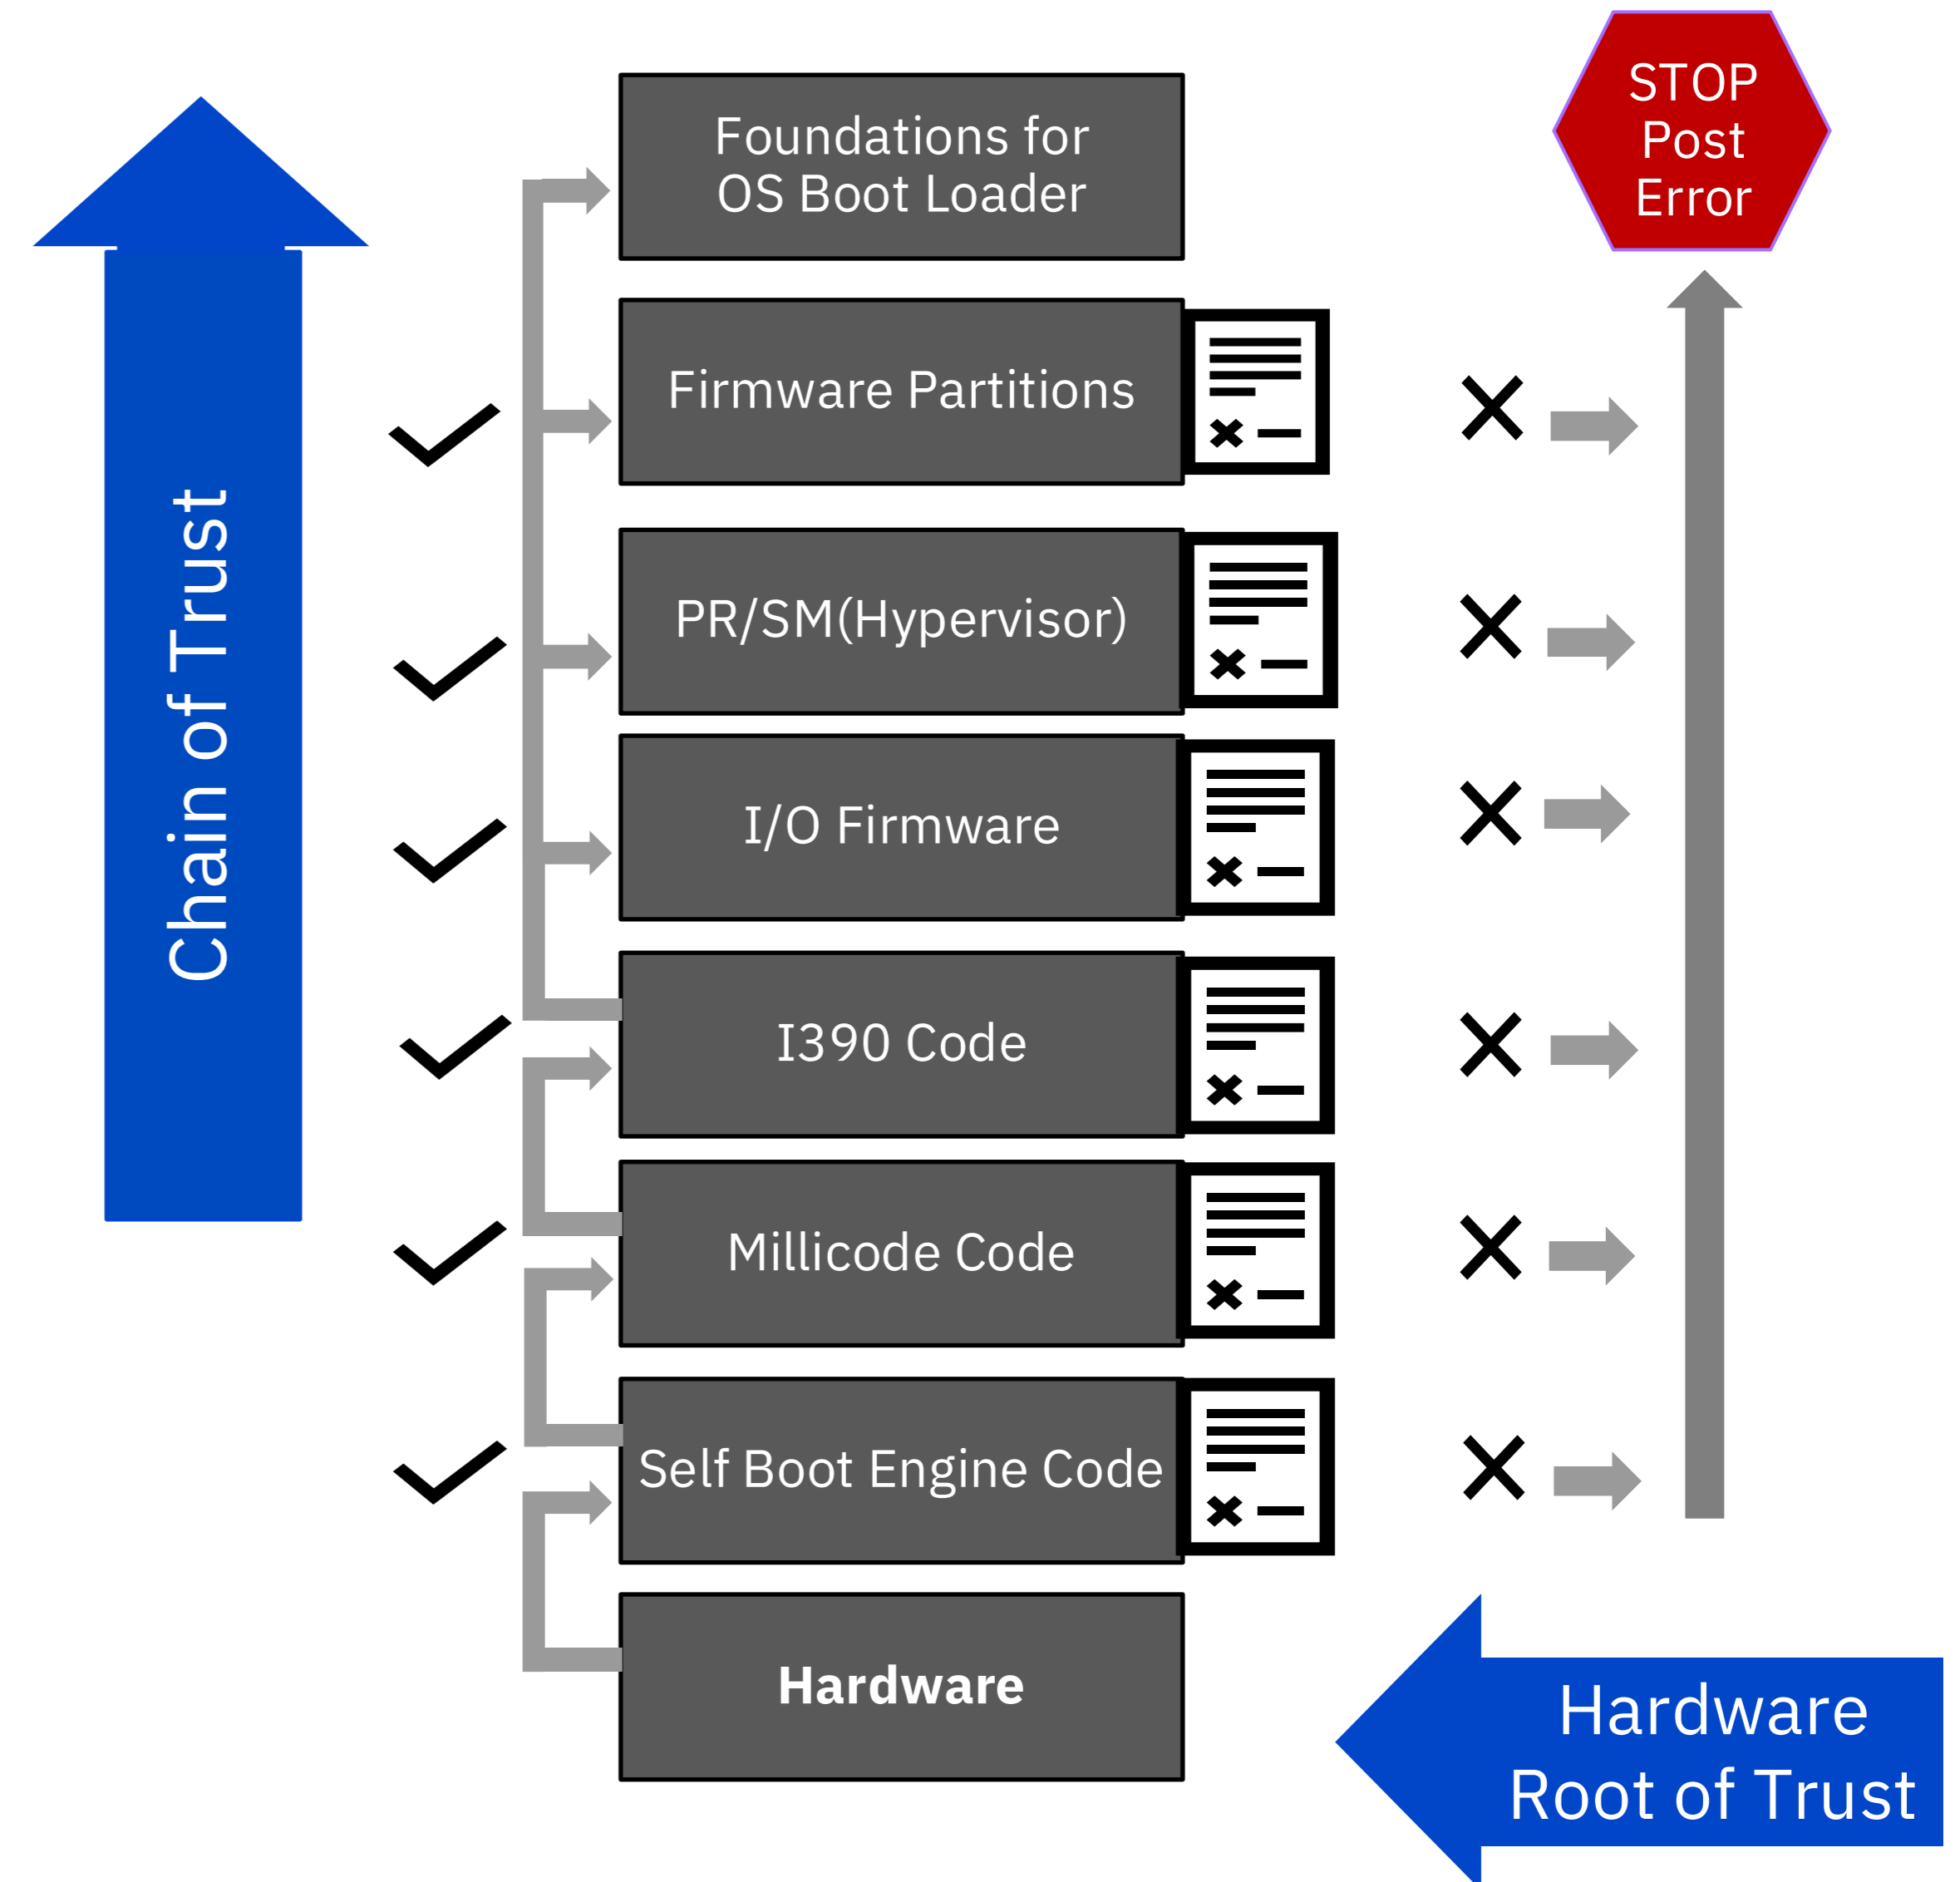 STOP
Post
Error
Foundations for
OS Boot Loader
Firmware Partitions
PR/SM(Hypervisor)
I/O Firmware
I390 Code
Millicode Code
Self Boot Engine Code
Hardware
Chain of Trust
Hardware
Root of Trust